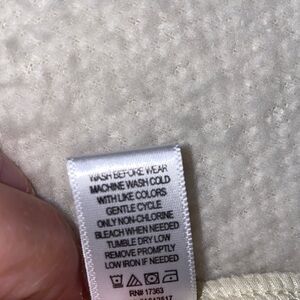 WASH BEFORE WEAR
MACHINE WASH COLD
WITH LIKE COLORS
GENTLE CYCLE
ONLY NON-CHLORINE
BLEACH WHEN NEEDED
TUMBLE DRY LOW
REMOVE PROMPTLY
LOW IRON IF NEEDED
RN# 17363